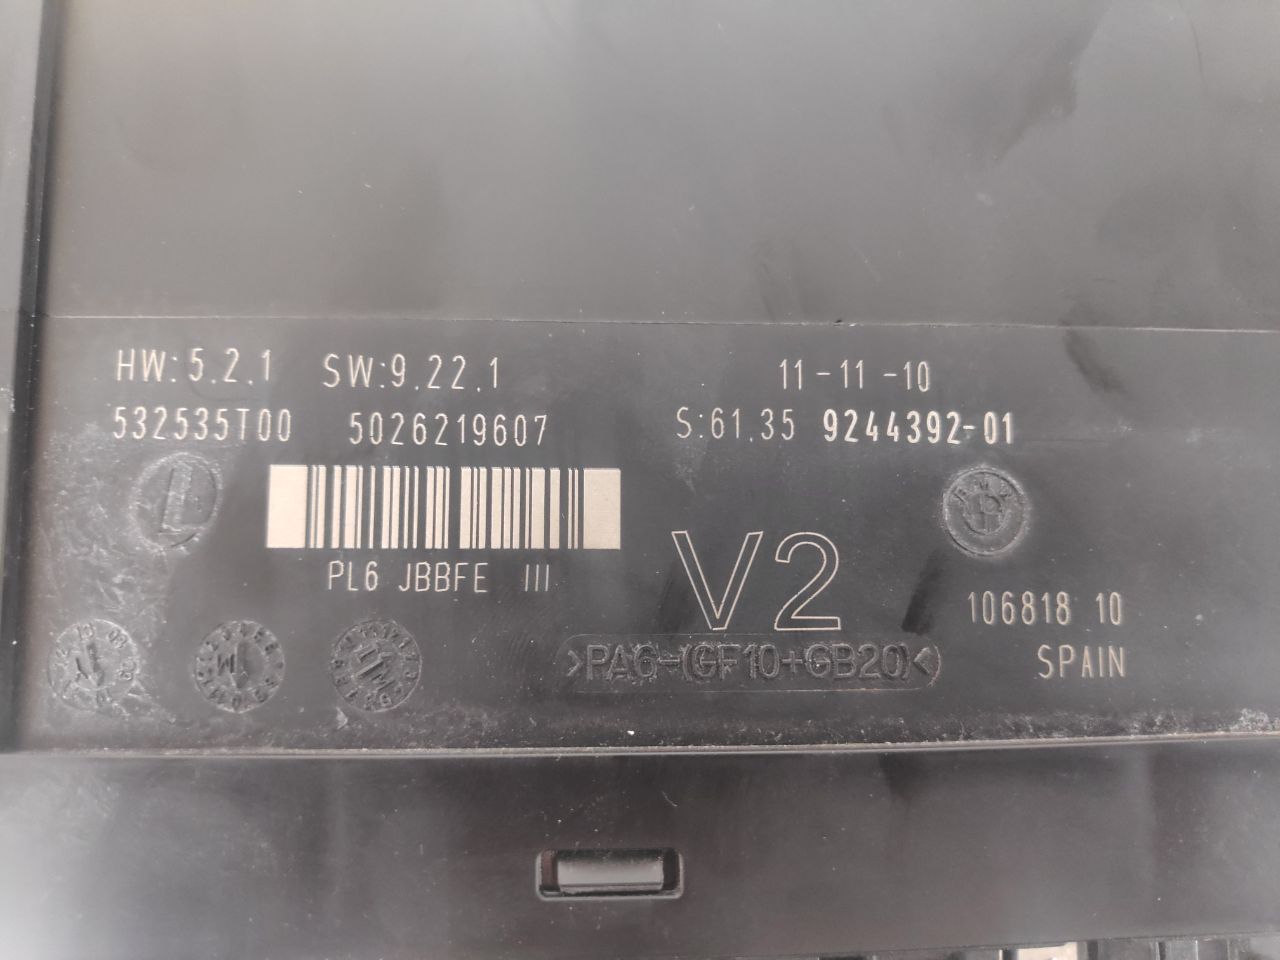 HW:5.2.1 SW:9.22.1 11-11-10
532535T00 5026219607 S:61.35 9244392-01
L
BMW
PL6 JBBFE III
V2
106818 10
>PA6-(GF10+GB20)<
SPAIN